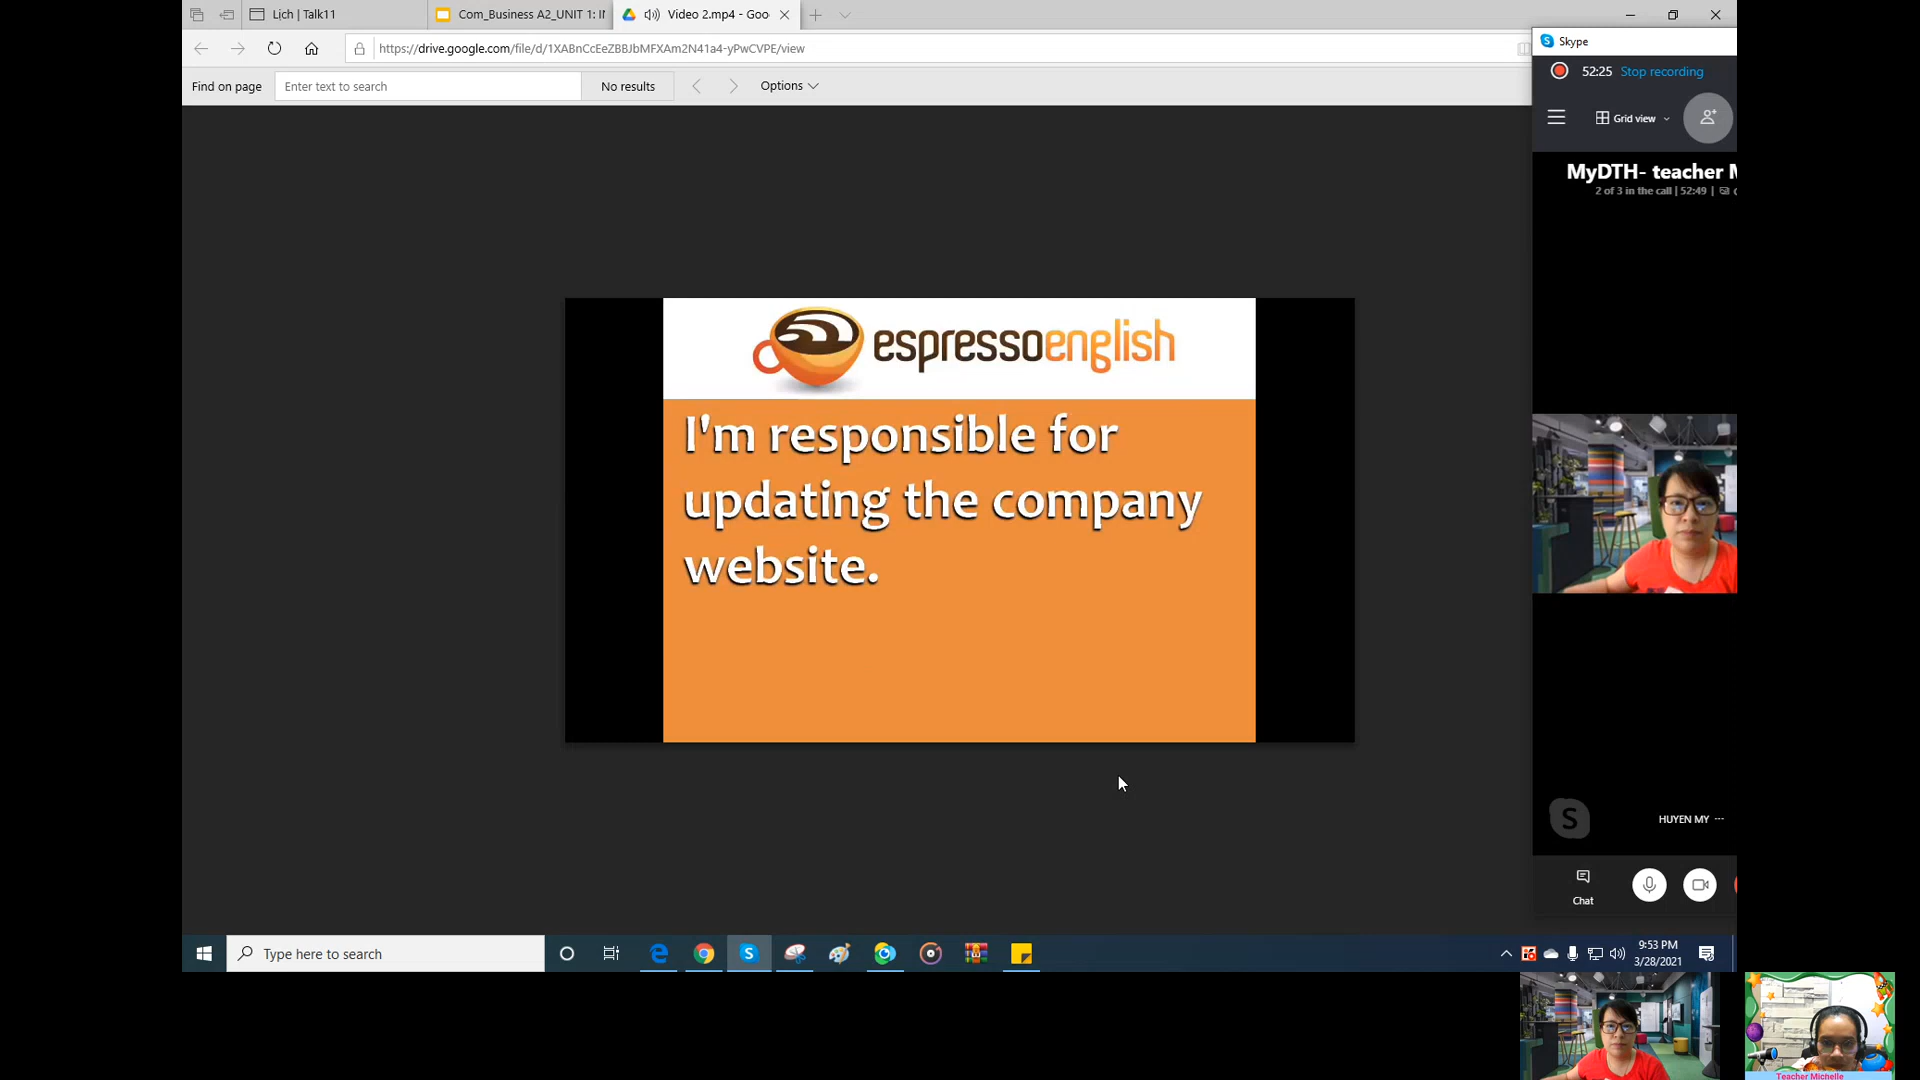 Lịch | Talk11
Com_Business A2_UNIT 1: IN
Video 2.mp4 - Goo
https://drive.google.com/file/d/1XABnCcEeZBBJbMFXAm2N41a4-yPwCVPE/view
Find on page
Enter text to search
No results
Options
Skype
52:25 Stop recording
Grid view
MyDTH- teacher M
2 of 3 in the call | 52:49 |
espressoenglish
I'm responsible for
updating the company
website.
HUYEN MY ...
Chat
Type here to search
9:53 PM
3/28/2021
Teacher Michelle